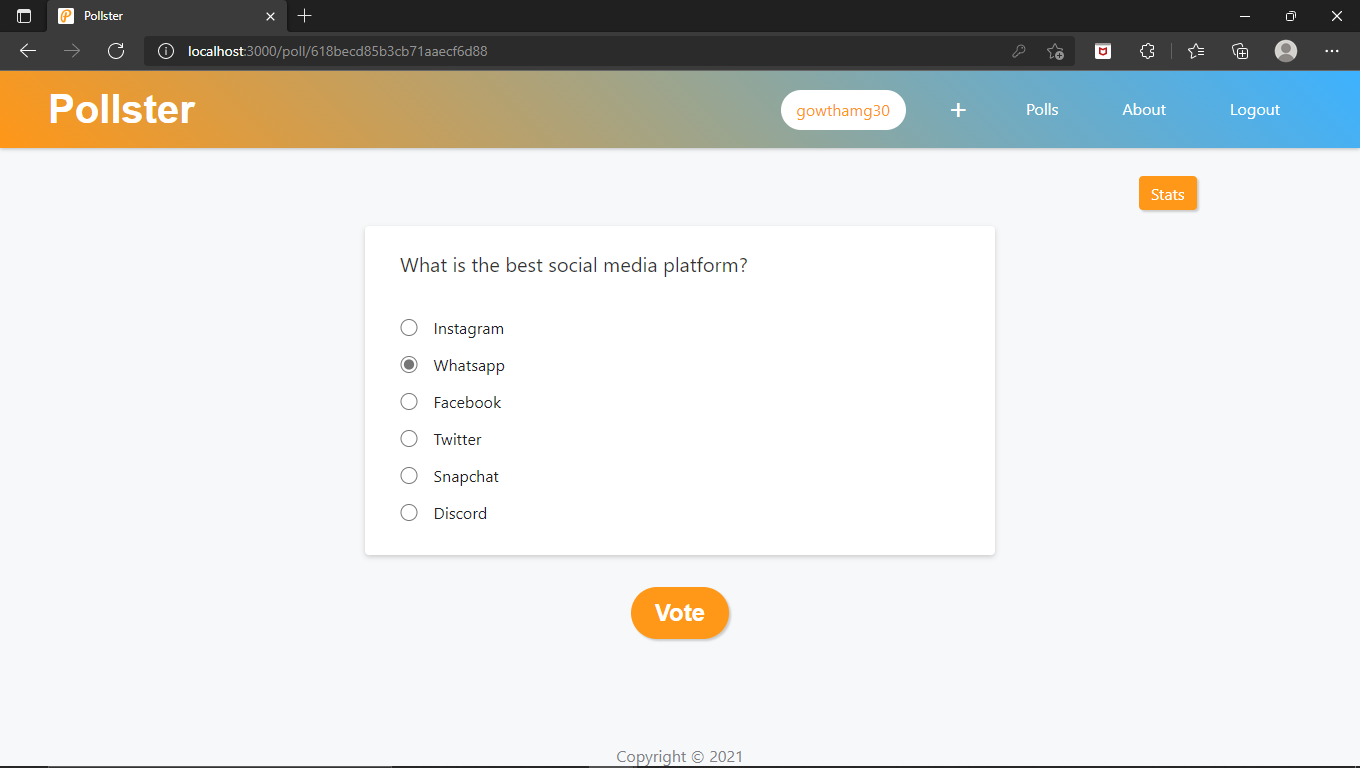 Pollster
localhost:3000/poll/618becd85b3cb71aaecf6d88
Pollster
gowthamg30
+
Polls
About
Logout
Stats
What is the best social media platform?
Instagram
Whatsapp
Facebook
Twitter
Snapchat
Discord
Vote
Copyright © 2021